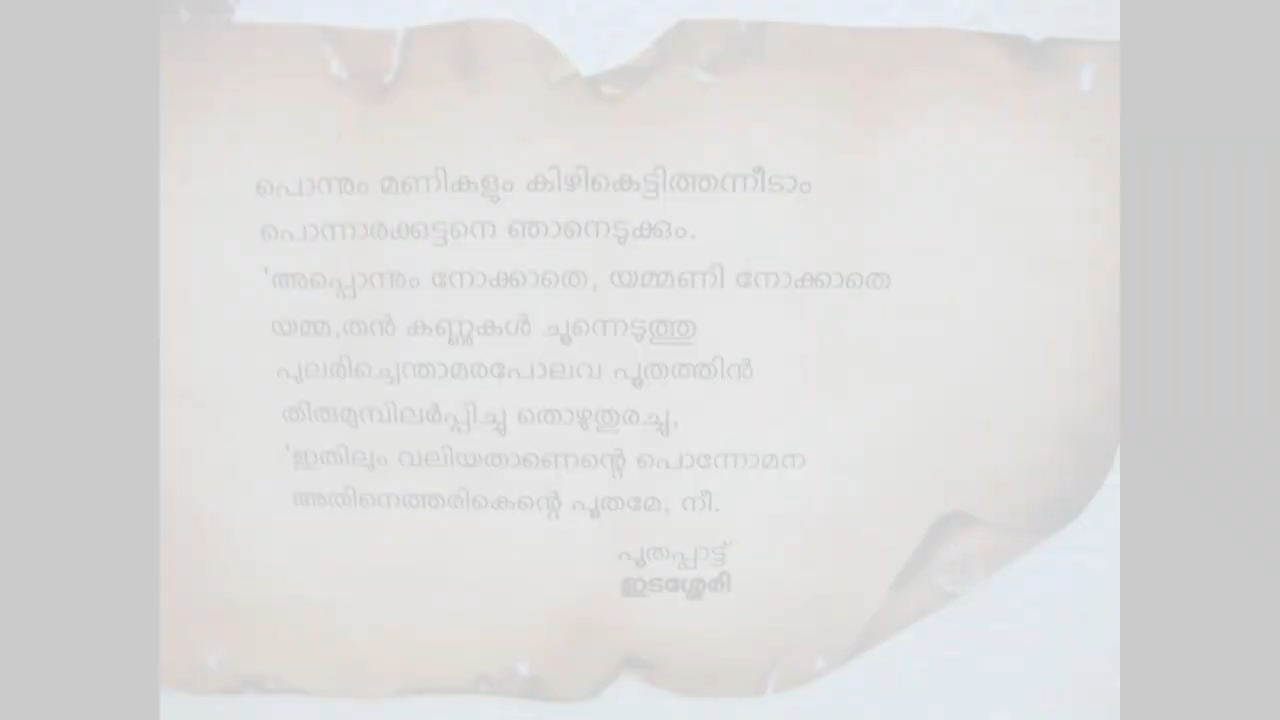 പൊന്നും മണികളും കിഴികെട്ടിത്തന്നീടാം
പൊന്നാരക്കുട്ടനെ ഞാനെടുക്കും.
'അപ്പൊന്നും നോക്കാതെ, യമ്മണി നോക്കാതെ
യമ്മ,തൻ കണ്ണുകൾ ചൂന്നെടുത്തു
പുലരിച്ചെന്താമരപോലവ പൂതത്തിൻ
തിരുമുമ്പിലർപ്പിച്ചു തൊഴുതുരച്ചു,
'ഇതിലും വലിയതാണെന്റെ പൊന്നോമന
അതിനെത്തരികെന്റെ പൂതമേ, നീ.
പൂതപ്പാട്ട്
ഇടശ്ശേരി